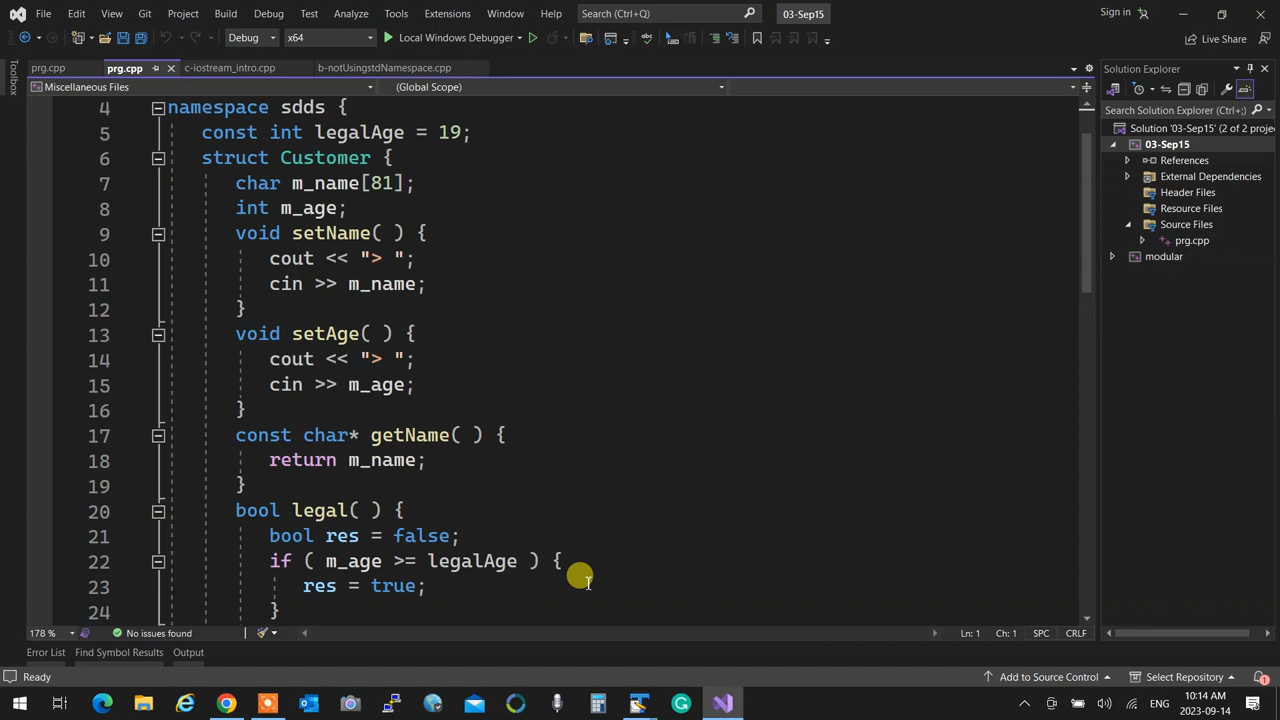 File Edit View Git Project Build Debug Test Analyze Tools Extensions Window Help Search (Ctrl+Q) 03-Sep15 Sign in
Debug x64 Local Windows Debugger Live Share
Toolbox
prg.cpp prg.cpp c-iostream_intro.cpp b-notUsingstdNamespace.cpp
Miscellaneous Files (Global Scope)
4 namespace sdds {
5 const int legalAge = 19;
6 struct Customer {
7 char m_name[81];
8 int m_age;
9 void setName( ) {
10 cout << "> ";
11 cin >> m_name;
12 }
13 void setAge( ) {
14 cout << "> ";
15 cin >> m_age;
16 }
17 const char* getName( ) {
18 return m_name;
19 }
20 bool legal( ) {
21 bool res = false;
22 if ( m_age >= legalAge ) {
23 res = true;
24 }
178 % No issues found Ln: 1 Ch: 1 SPC CRLF
Solution Explorer
Search Solution Explorer (Ctrl+;)
Solution '03-Sep15' (2 of 2 proj
03-Sep15
References
External Dependencies
Header Files
Resource Files
Source Files
prg.cpp
modular
Error List Find Symbol Results Output
Ready Add to Source Control Select Repository 1
ENG 10:14 AM
2023-09-14